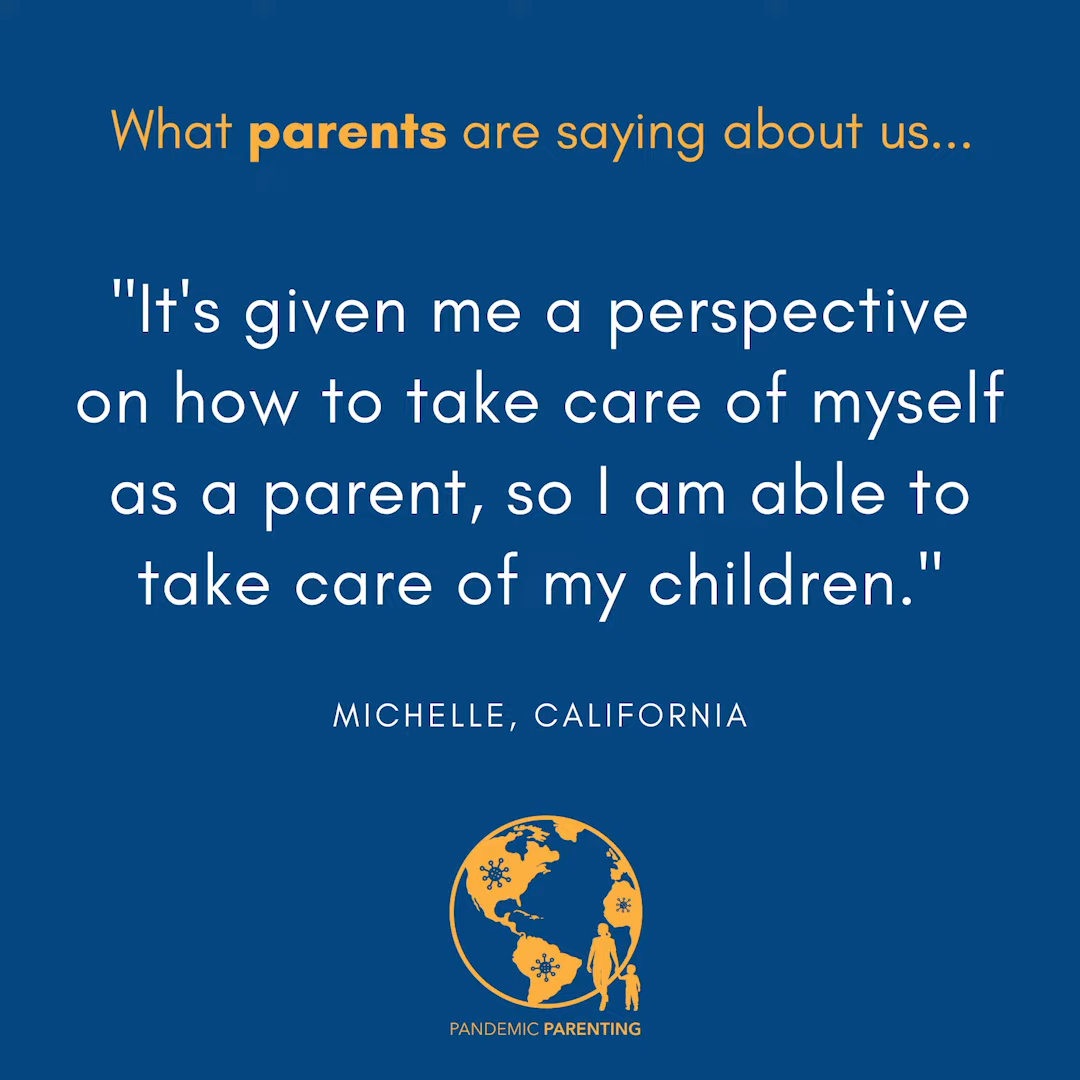 What parents are saying about us...
"It's given me a perspective
on how to take care of myself
as a parent, so I am able to
take care of my children."
MICHELLE, CALIFORNIA
PANDEMIC PARENTING